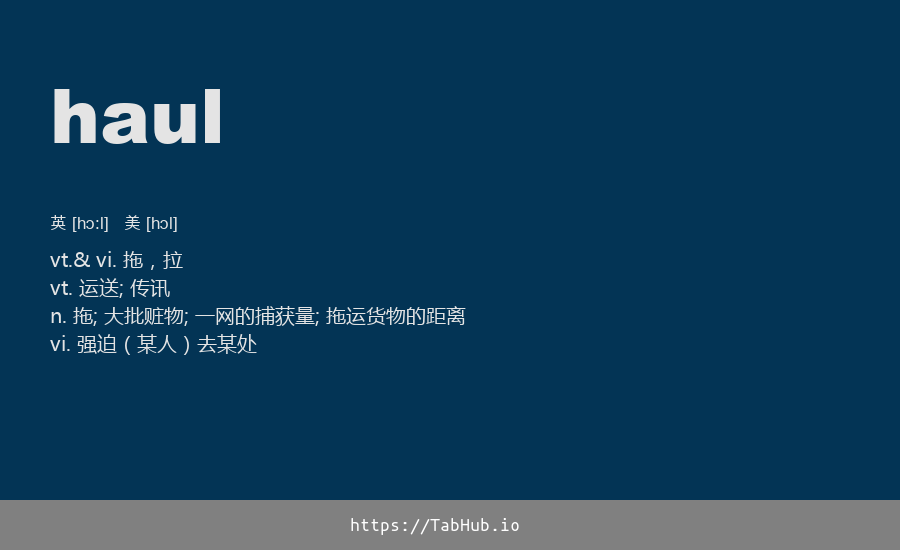 haul
英 [hɔ:l] 美 [hɔl]
vt.& vi. 拖，拉
vt. 运送; 传讯
n. 拖; 大批赃物; 一网的捕获量; 拖运货物的距离
vi. 强迫（某人）去某处
https://TabHub.io